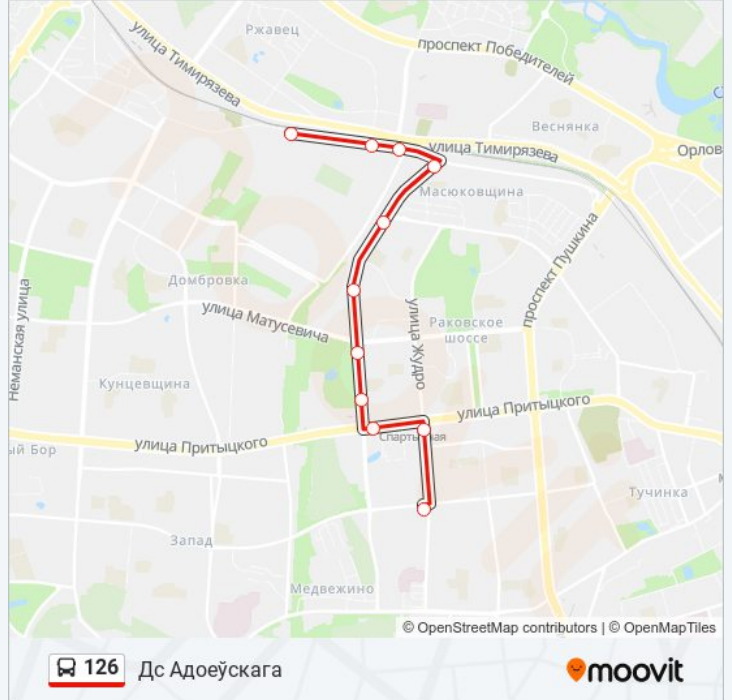 Ржавец
проспект Победителей
улица Тимирязева
Веснянка
улица Тимирязева
Орлов
Масюковщина
проспект Пушкина
Домбровка
Неманская улица
улица Матусевича
улица Жудро
Раковское
шоссе
Кунцевщина
улица Притыцкого
улица Притыцкого
ый Бор
Тучинка
Запад
Медвежино
© OpenStreetMap contributors | © OpenMapTiles
126 Дс Адоеўскага
moovit